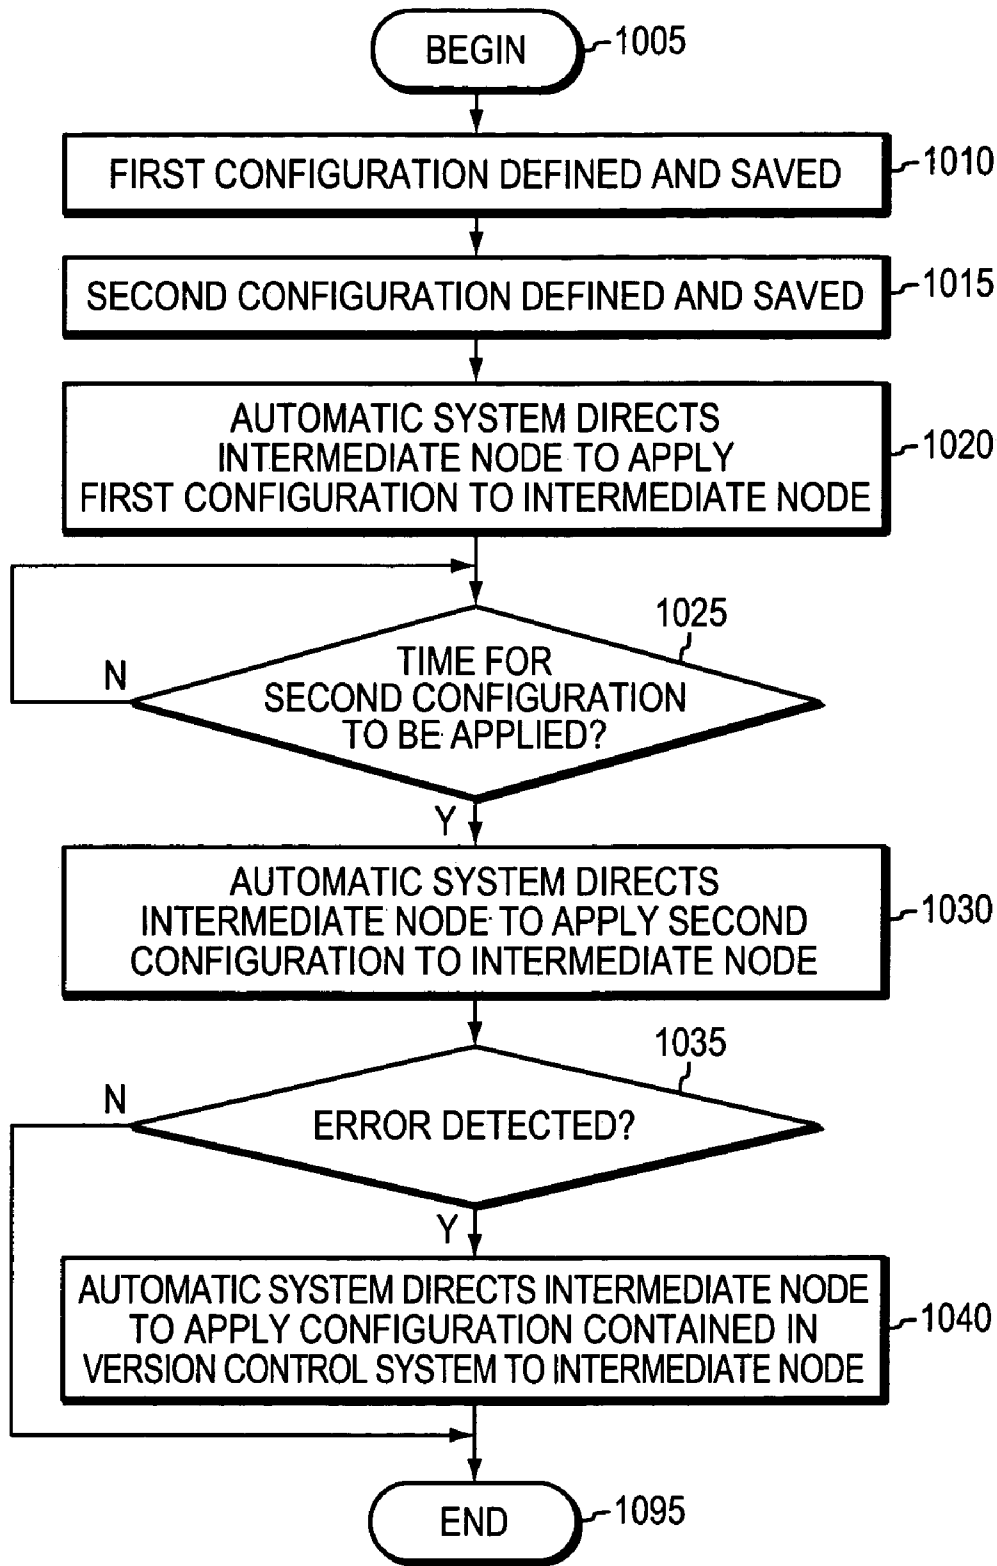 BEGIN
1005
FIRST CONFIGURATION DEFINED AND SAVED
1010
SECOND CONFIGURATION DEFINED AND SAVED
1015
AUTOMATIC SYSTEM DIRECTS
INTERMEDIATE NODE TO APPLY
FIRST CONFIGURATION TO INTERMEDIATE NODE
1020
1025
TIME FOR
SECOND CONFIGURATION
TO BE APPLIED?
N
Y
AUTOMATIC SYSTEM DIRECTS
INTERMEDIATE NODE TO APPLY SECOND
CONFIGURATION TO INTERMEDIATE NODE
1030
1035
ERROR DETECTED?
N
Y
AUTOMATIC SYSTEM DIRECTS INTERMEDIATE NODE
TO APPLY CONFIGURATION CONTAINED IN
VERSION CONTROL SYSTEM TO INTERMEDIATE NODE
1040
END
1095